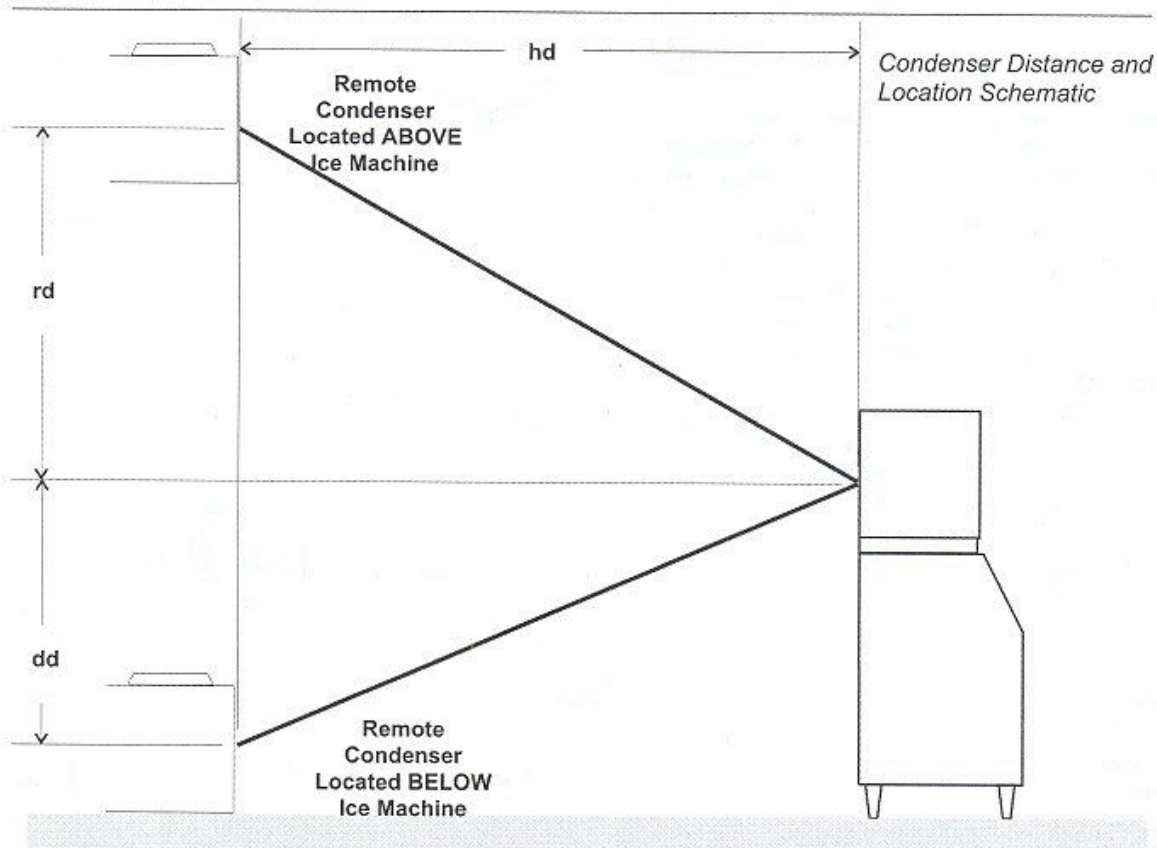 hd
Condenser Distance and
Location Schematic
Remote
Condenser
Located ABOVE
Ice Machine
rd
dd
Remote
Condenser
Located BELOW
Ice Machine